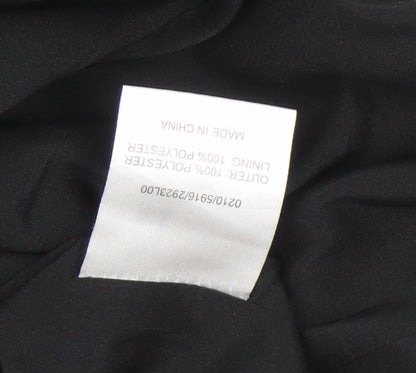 0210/5916/2923L00
OUTER: 100% POLYESTER
LINING: 100% POLYESTER
MADE IN CHINA